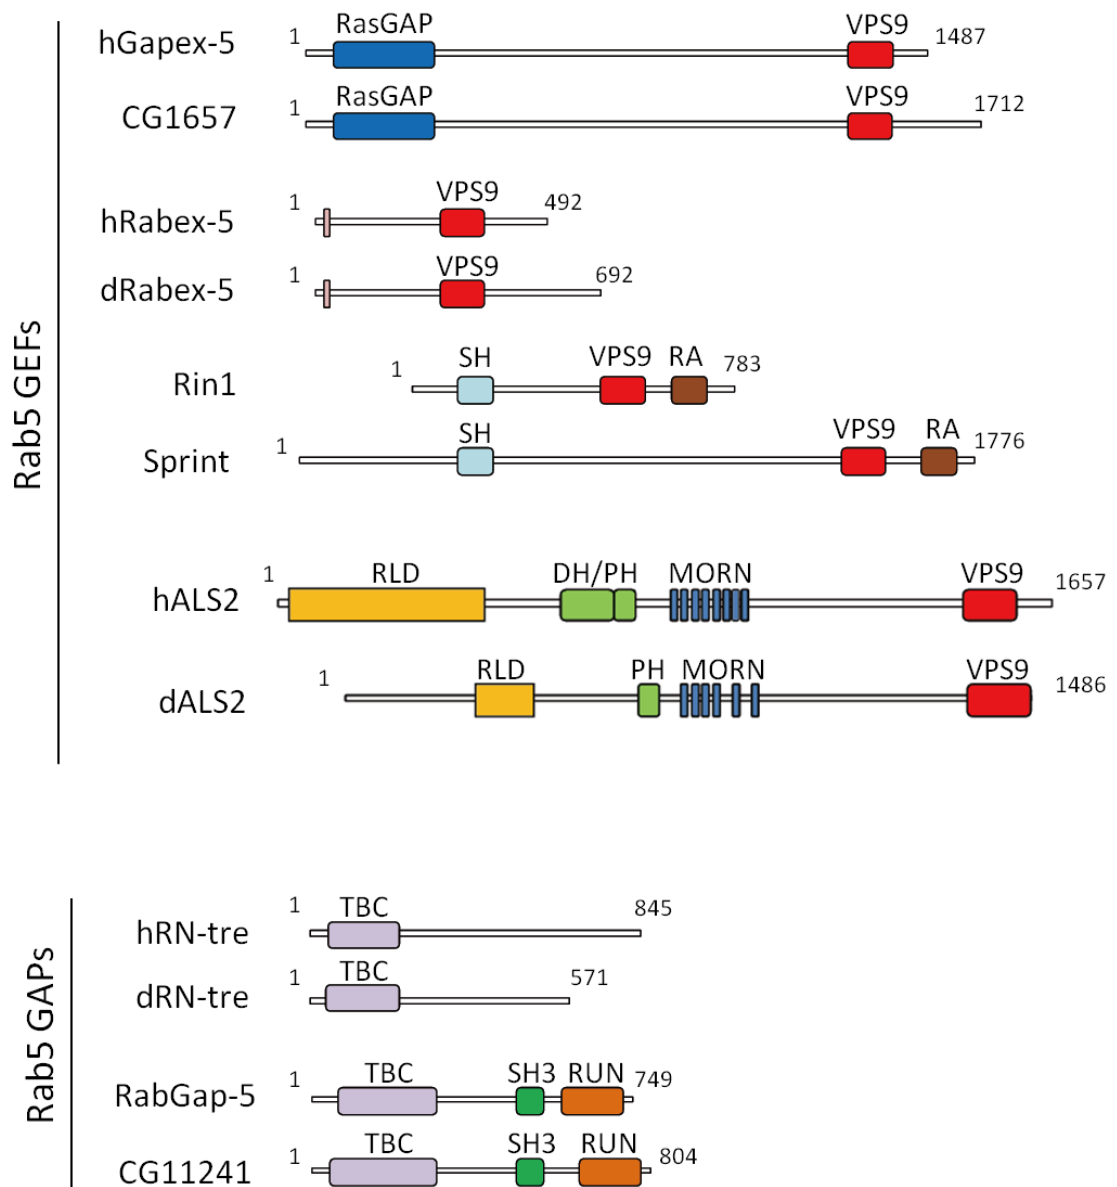 Rab5 GEFs
hGapex-5 1 RasGAP VPS9 1487
CG1657 1 RasGAP VPS9 1712
hRabex-5 1 VPS9 492
dRabex-5 1 VPS9 692
Rin1 1 SH VPS9 RA 783
Sprint 1 SH VPS9 RA 1776
hALS2 1 RLD DH/PH MORN VPS9 1657
dALS2 1 RLD PH MORN VPS9 1486
Rab5 GAPs
hRN-tre 1 TBC 845
dRN-tre 1 TBC 571
RabGap-5 1 TBC SH3 RUN 749
CG11241 1 TBC SH3 RUN 804